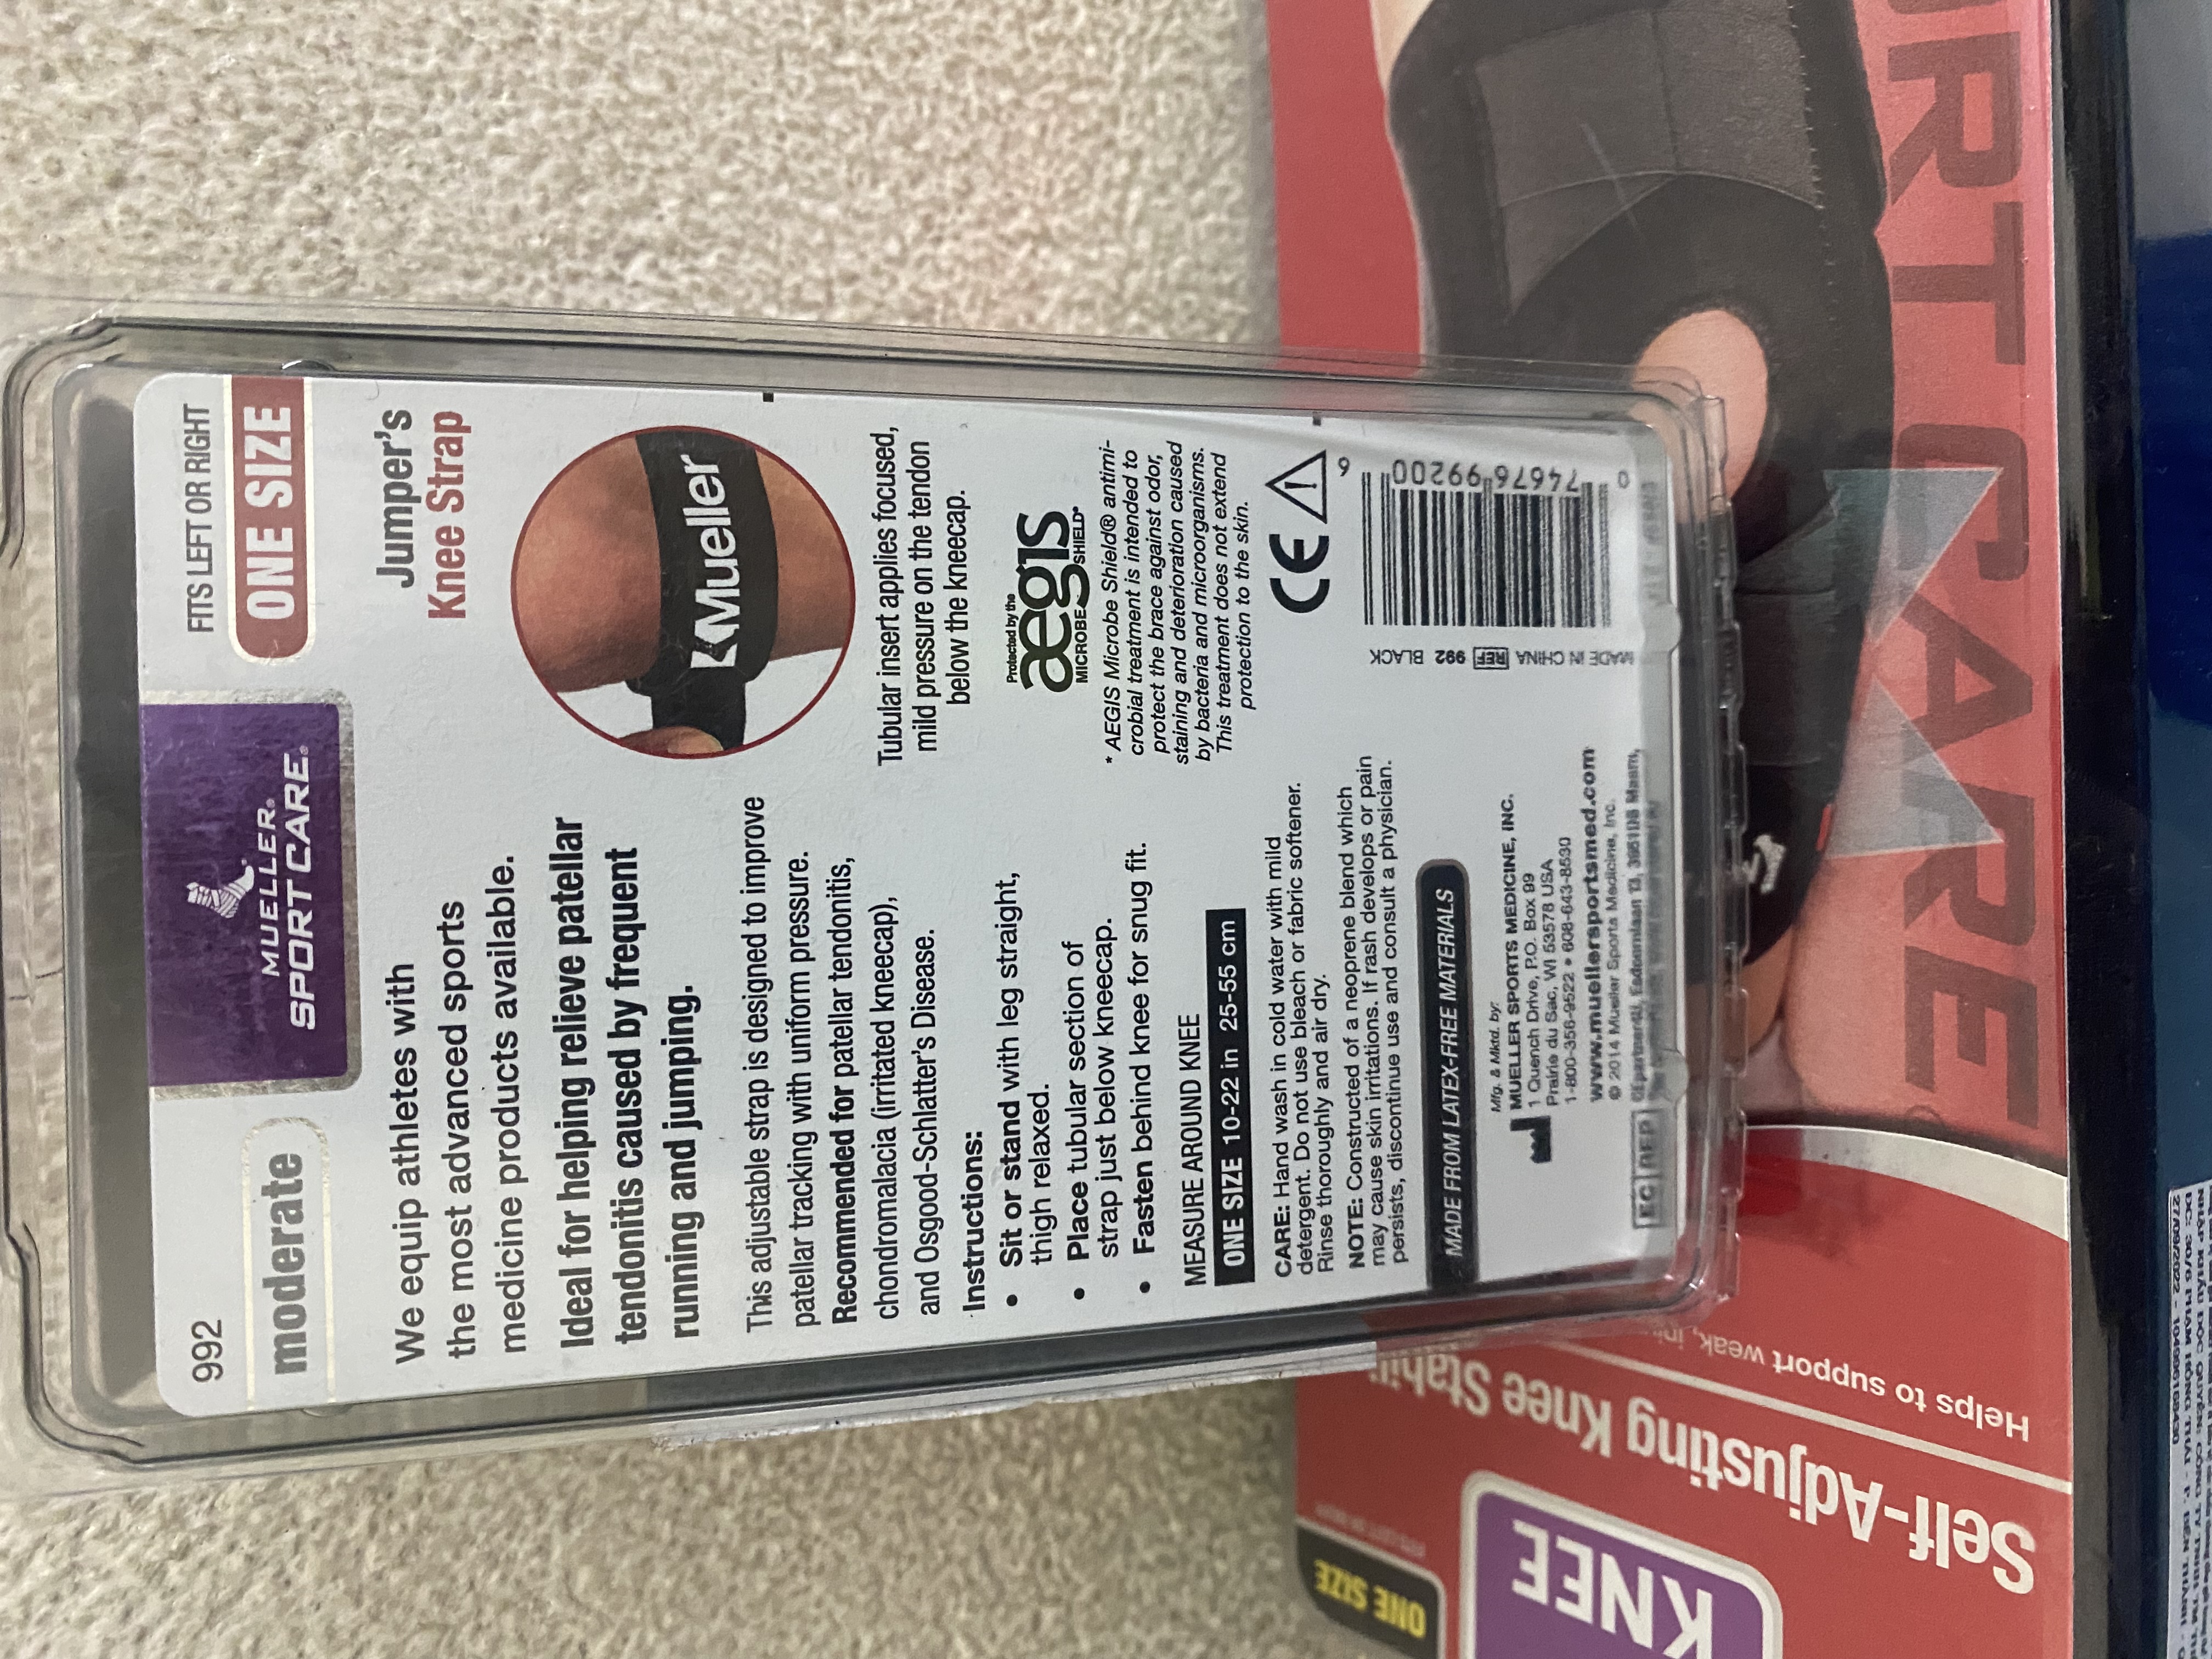 992
moderate
MUELLER®
SPORT CARE®
FITS LEFT OR RIGHT
ONE SIZE
We equip athletes with
the most advanced sports
medicine products available.
Ideal for helping relieve patellar
tendonitis caused by frequent
running and jumping.
This adjustable strap is designed to improve
patellar tracking with uniform pressure.
Recommended for patellar tendonitis,
chondromalacia (irritated kneecap),
and Osgood-Schlatter's Disease.
Instructions:
• Sit or stand with leg straight,
thigh relaxed.
• Place tubular section of
strap just below kneecap.
• Fasten behind knee for snug fit.
MEASURE AROUND KNEE
ONE SIZE 10-22 in 25-55 cm
CARE: Hand wash in cold water with mild
detergent. Do not use bleach or fabric softener.
Rinse thoroughly and air dry.
NOTE: Constructed of a neoprene blend which
may cause skin irritations. If rash develops or pain
persists, discontinue use and consult a physician.
MADE FROM LATEX-FREE MATERIALS
Mfg. & Mktd. by:
MUELLER SPORTS MEDICINE, INC.
1 Quench Drive, P.O. Box 99
Prairie du Sac, WI 53578 USA
1-800-356-9522 • 608-643-8530
www.muellersportsmed.com
© 2014 Mueller Sports Medicine, Inc.
EC REP
Jumper's
Knee Strap
Mueller
Tubular insert applies focused,
mild pressure on the tendon
below the kneecap.
Protected by the
aegis
MICROBE SHIELD®
* AEGIS Microbe Shield® antimi-
crobial treatment is intended to
protect the brace against odor,
staining and deterioration caused
by bacteria and microorganisms.
This treatment does not extend
protection to the skin.
CE
0 74676 99200 6
MADE IN CHINA REF 992 BLACK
RT CARE
ONE SIZE
KNEE
Self-Adjusting Knee
Helps to support weak,